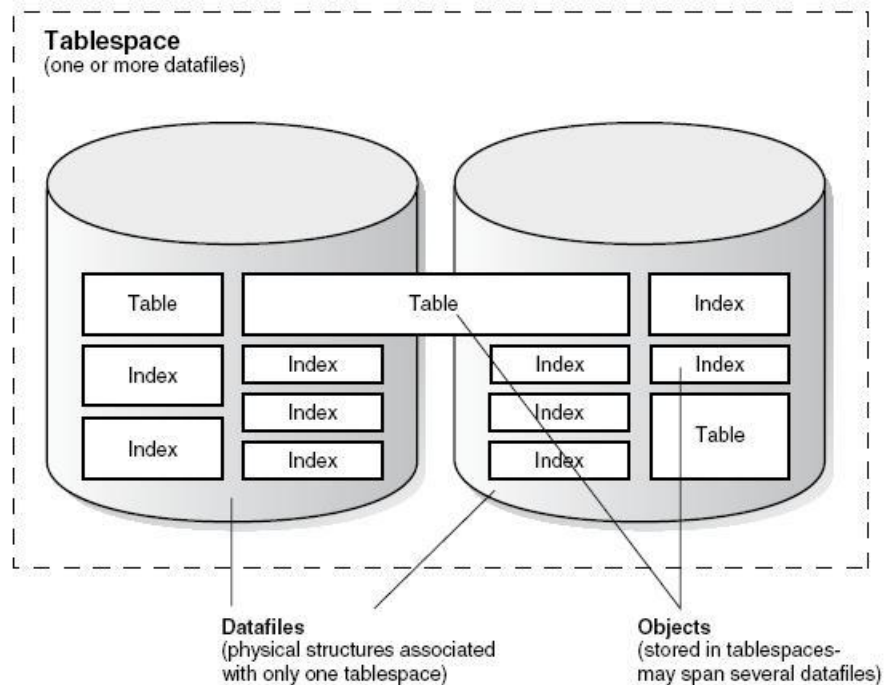 Tablespace
(one or more datafiles)
Table
Table
Index
Index
Index
Index
Index
Index
Index
Index
Table
Index
Index
Index
Datafiles
(physical structures associated
with only one tablespace)
Objects
(stored in tablespaces-
may span several datafiles)